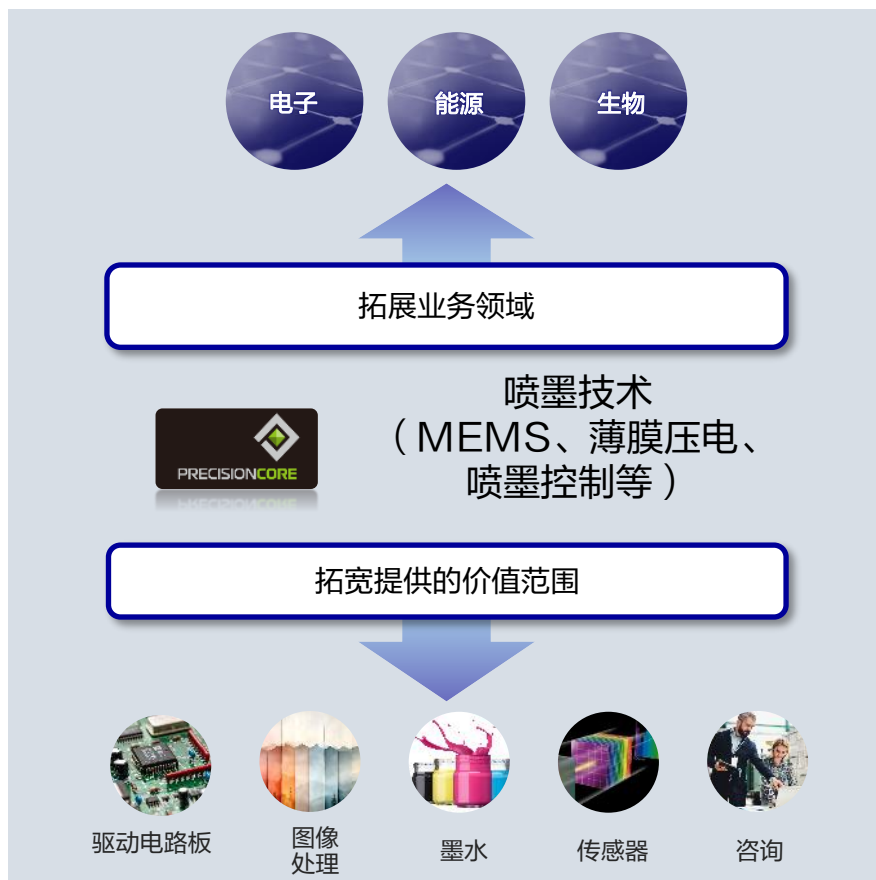 电子
能源
生物
拓展业务领域
喷墨技术
（MEMS、薄膜压电、
喷墨控制等）
PRECISIONCORE
拓宽提供的价值范围
驱动电路板
图像
处理
墨水
传感器
咨询